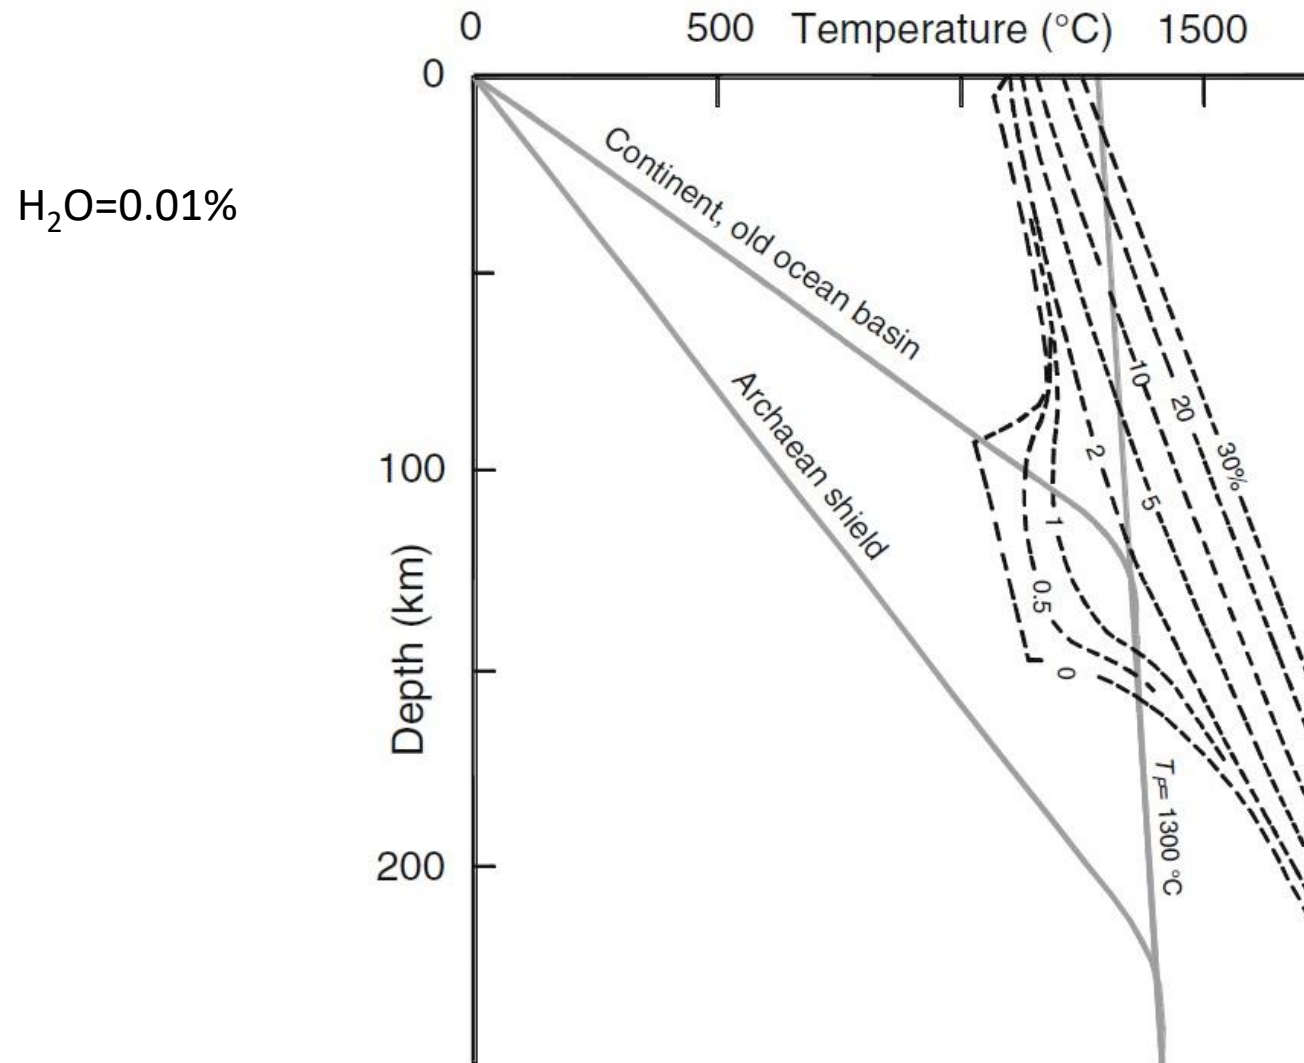 0 500 Temperature (°C) 1500
0
H₂O=0.01%
Continent, old ocean basin
Archaean shield
10
20
30%
2
5
1
0.5
0
100
Depth (km)
200
T_P= 1300 °C